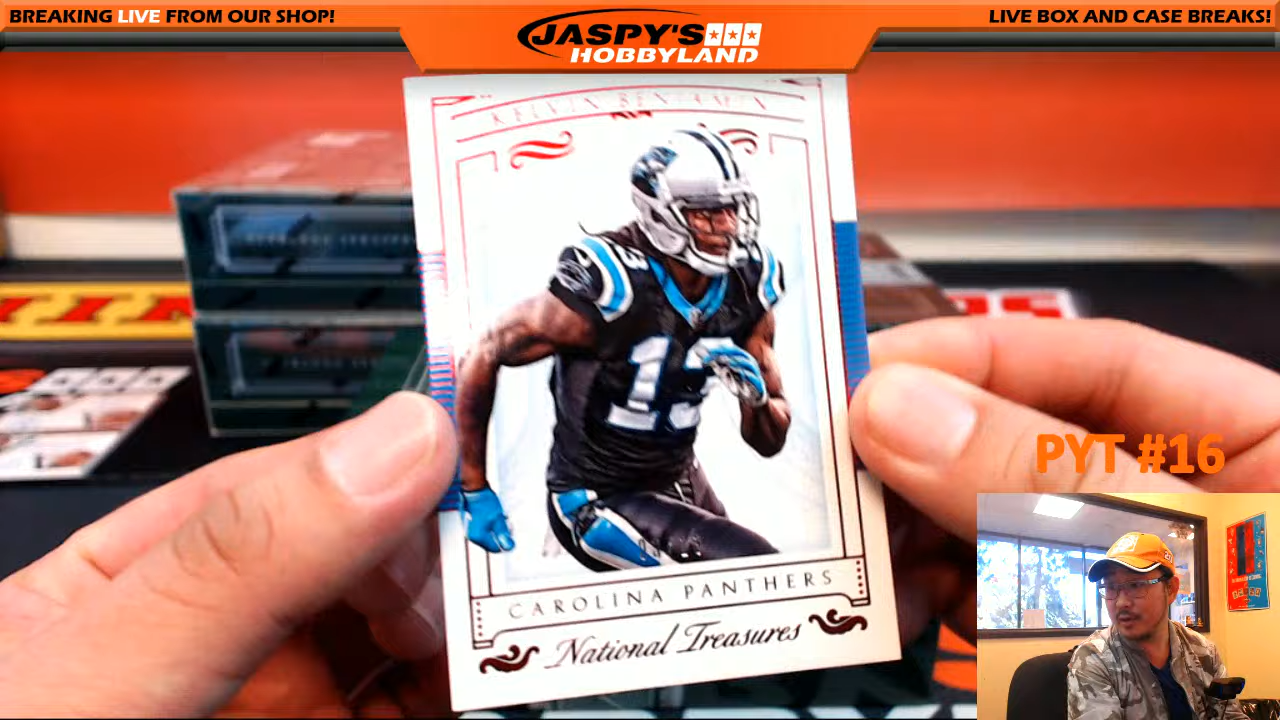 BREAKING LIVE FROM OUR SHOP!
JASPY'S
HOBBYLAND
LIVE BOX AND CASE BREAKS!
KELVIN BENJAMIN
13
13
CAROLINA PANTHERS
National Treasures
PYT #16